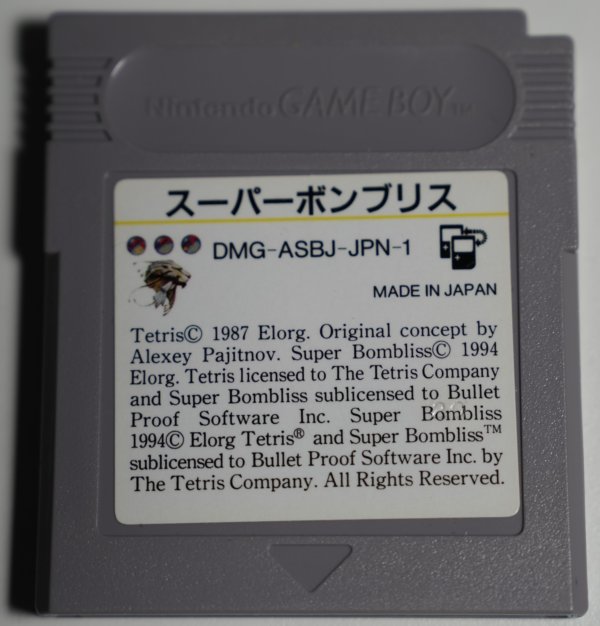 Nintendo GAME BOY TM
スーパーボンブリス
DMG-ASBJ-JPN-1
MADE IN JAPAN
Tetris© 1987 Elorg. Original concept by
Alexey Pajitnov. Super Bombliss© 1994
Elorg. Tetris licensed to The Tetris Company
and Super Bombliss sublicensed to Bullet
Proof Software Inc. Super Bombliss
1994© Elorg Tetris® and Super Bombliss™
sublicensed to Bullet Proof Software Inc. by
The Tetris Company. All Rights Reserved.